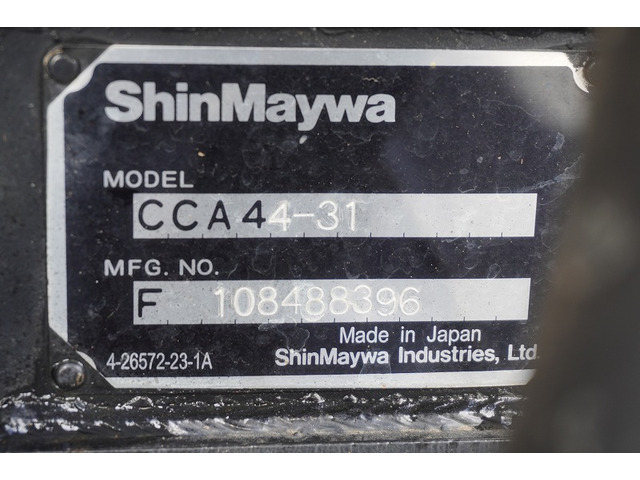 ShinMaywa
MODEL
CCA44-31
MFG. NO.
F 108488396
Made in Japan
4-26572-23-1A
ShinMaywa Industries, Ltd.